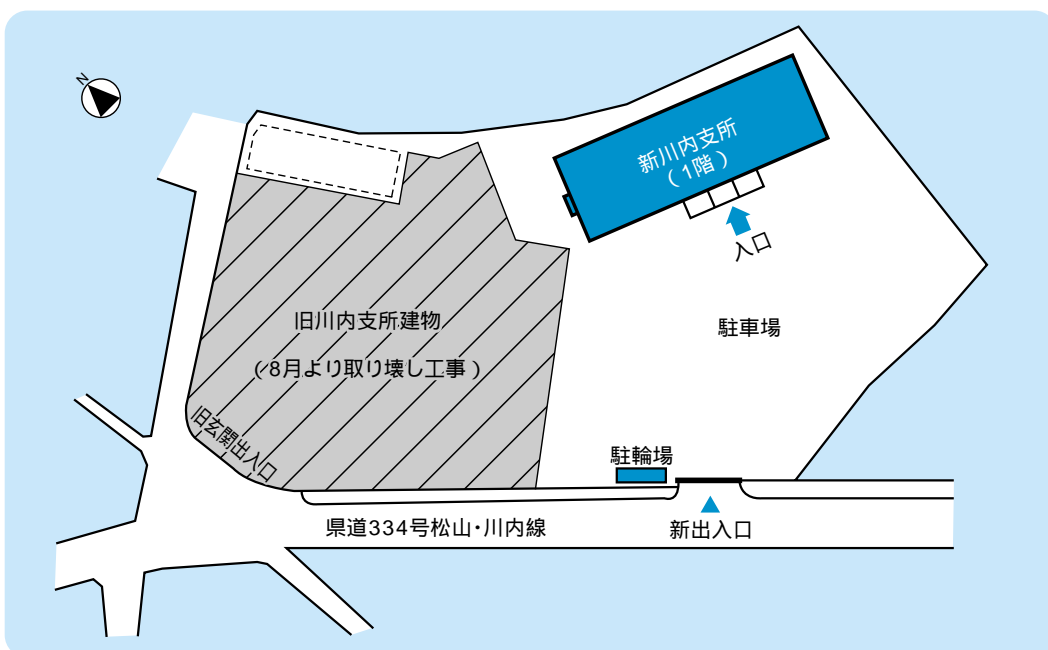 N
新川内支所
（1階）
入口
駐車場
旧川内支所建物
（8月より取り壊し工事）
旧玄関出入口
駐輪場
県道334号松山・川内線
新出入口